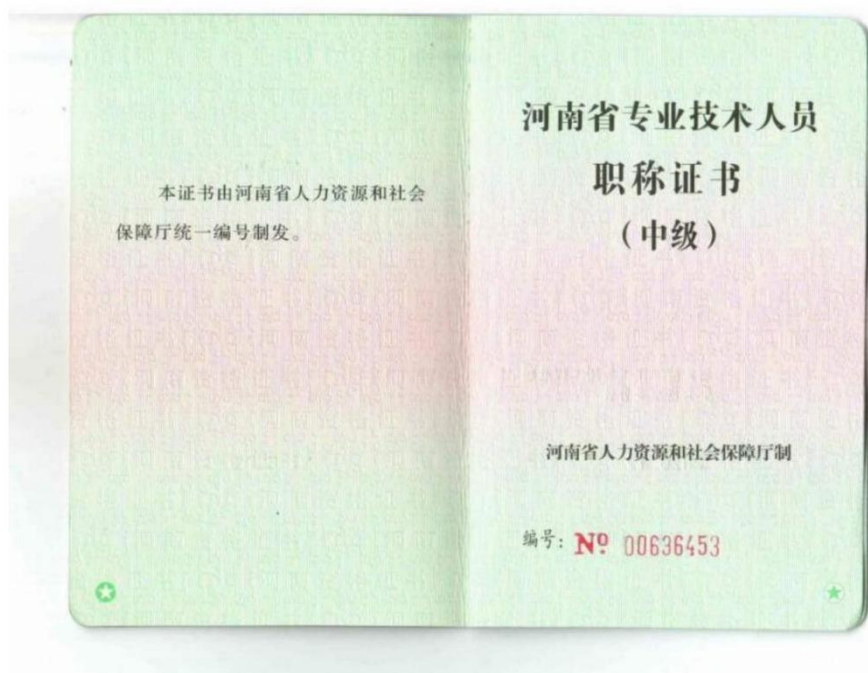 本证书由河南省人力资源和社会
保障厅统一编号制发。
河南省专业技术人员
职称证书
（中级）
河南省人力资源和社会保障厅制
编号：№ 00636453